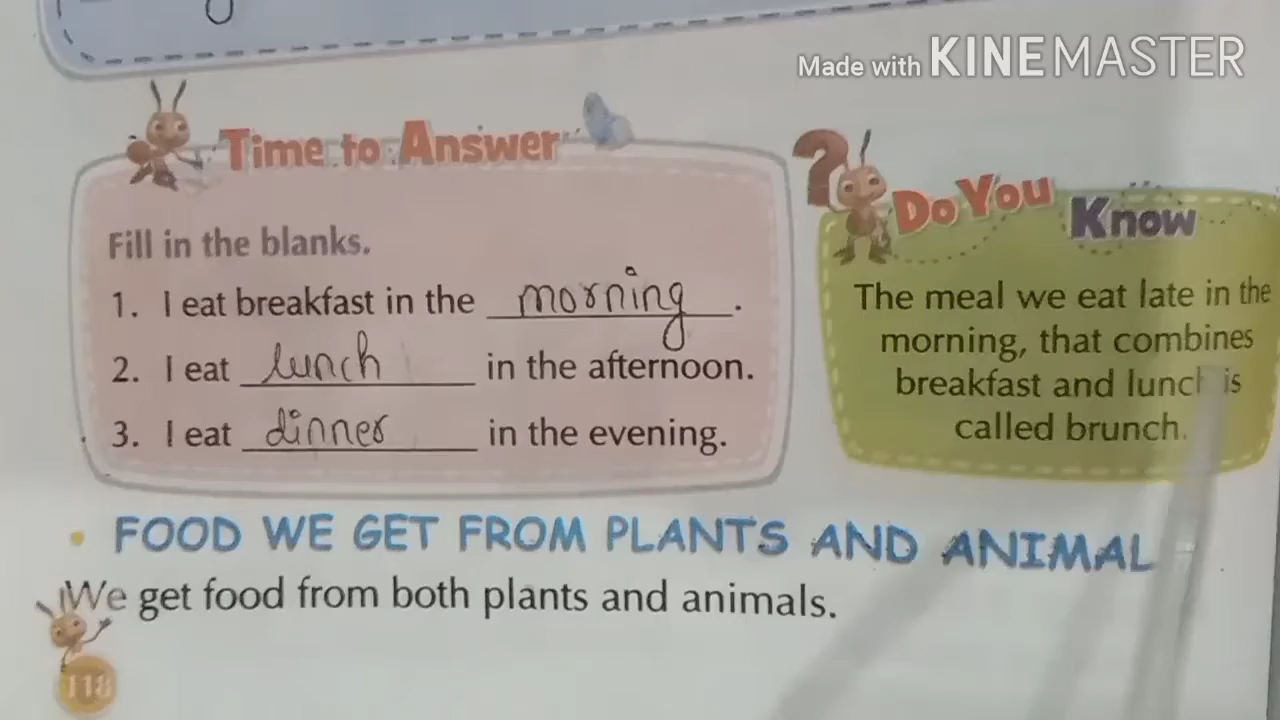 Made with KINEMASTER
Time to Answer
Fill in the blanks.
1. I eat breakfast in the morning.
2. I eat lunch in the afternoon.
3. I eat dinner in the evening.
? Do You Know
The meal we eat late in the
morning, that combines
breakfast and lunch is
called brunch.
• FOOD WE GET FROM PLANTS AND ANIMAL
We get food from both plants and animals.
118